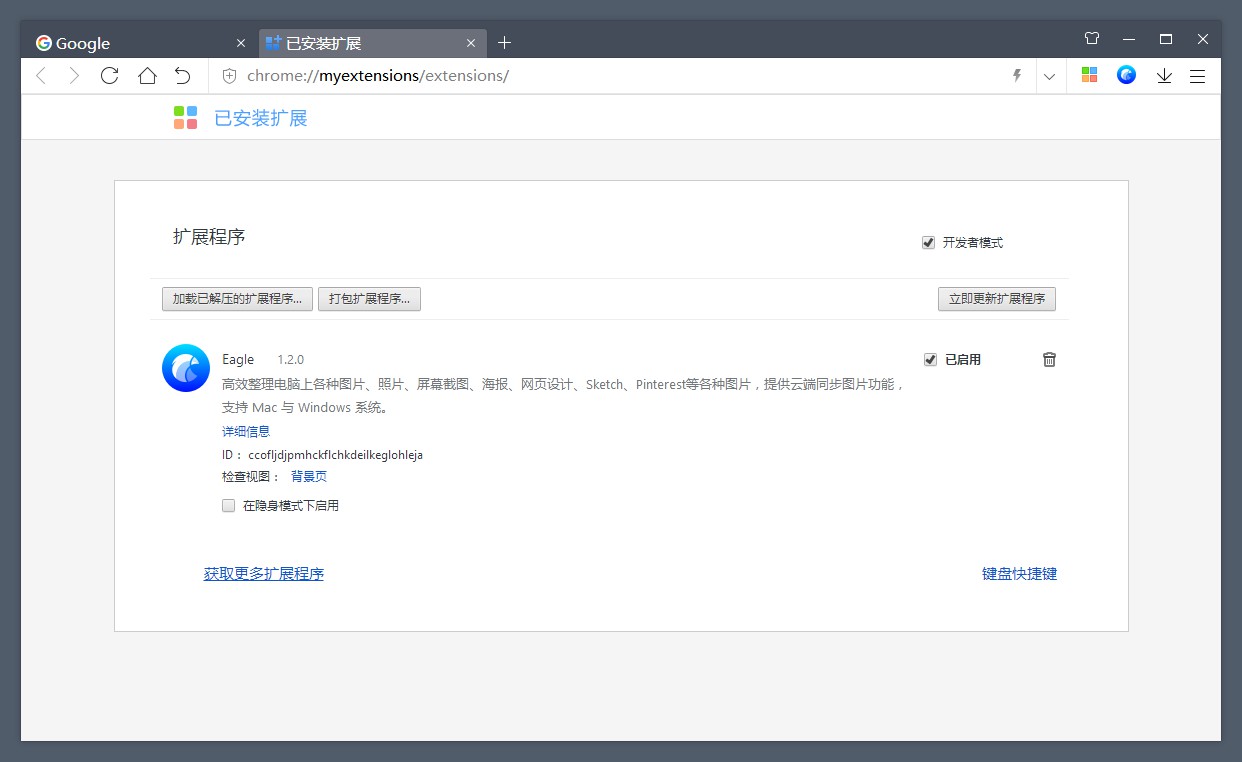 Google
已安装扩展
chrome://myextensions/extensions/
已安装扩展
扩展程序
开发者模式
加载已解压的扩展程序...
打包扩展程序...
立即更新扩展程序
Eagle 1.2.0
已启用
高效整理电脑上各种图片、照片、屏幕截图、海报、网页设计、Sketch、Pinterest等各种图片，提供云端同步图片功能，
支持 Mac 与 Windows 系统。
详细信息
ID： ccofljdjpmhckflchkdeilkeglohleja
检查视图： 背景页
在隐身模式下启用
获取更多扩展程序
键盘快捷键